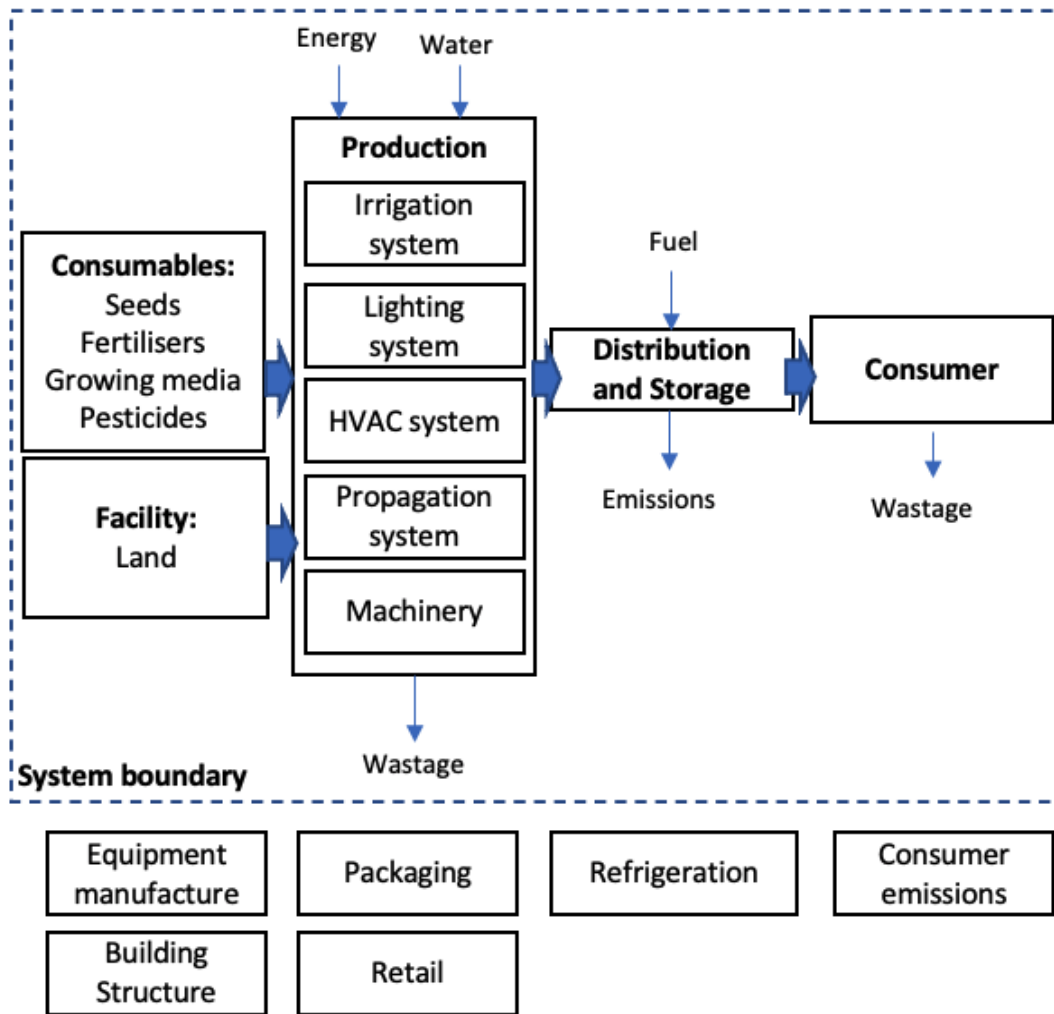 Energy
Water
Production
Irrigation
system
Lighting
system
HVAC system
Propagation
system
Machinery
Wastage
Consumables:
Seeds
Fertilisers
Growing media
Pesticides
Facility:
Land
Fuel
Distribution
and Storage
Emissions
Consumer
Wastage
System boundary
Equipment
manufacture
Packaging
Refrigeration
Consumer
emissions
Building
Structure
Retail